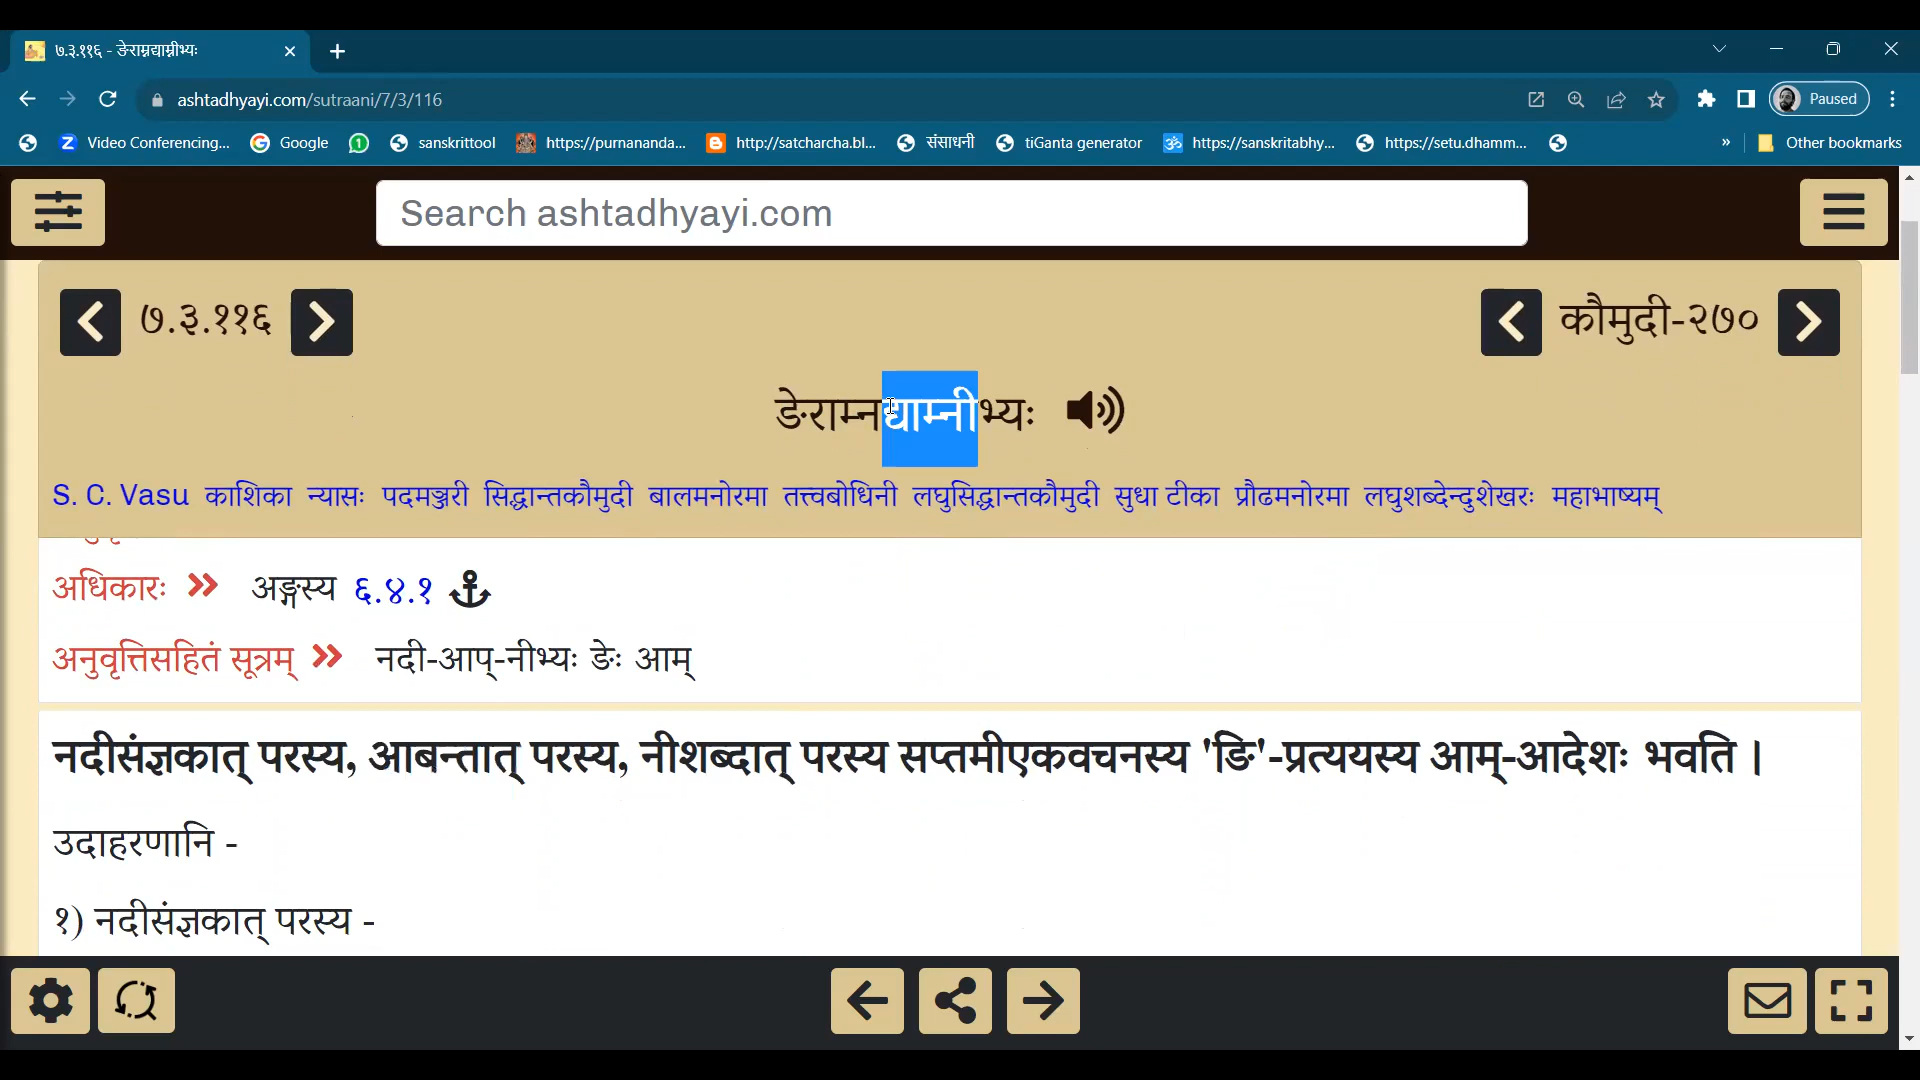 ७.३.११६ - ङेराम्नद्याम्नीभ्यः
ashtadhyayi.com/sutraani/7/3/116
Paused
Video Conferencing...
Google
1
sanskrittool
https://purnananda...
http://satcharcha.bl...
संसाधनी
tiGanta generator
https://sanskritabhy...
https://setu.dhamm...
»
Other bookmarks
Search ashtadhyayi.com
७.३.११६
कौमुदी-२७०
ङेराम्नद्याम्नीभ्यः
S. C. Vasu काशिका न्यासः पदमञ्जरी सिद्धान्तकौमुदी बालमनोरमा तत्त्वबोधिनी लघुसिद्धान्तकौमुदी सुधा टीका प्रौढमनोरमा लघुशब्देन्दुशेखरः महाभाष्यम्
अधिकारः » अङ्गस्य ६.४.१
अनुवृत्तिसहितं सूत्रम् » नदी-आप्-नीभ्यः ङेः आम्
नदीसंज्ञकात् परस्य, आबन्तात् परस्य, नीशब्दात् परस्य सप्तमीएकवचनस्य 'ङि'-प्रत्ययस्य आम्-आदेशः भवति ।
उदाहरणानि -
१) नदीसंज्ञकात् परस्य -